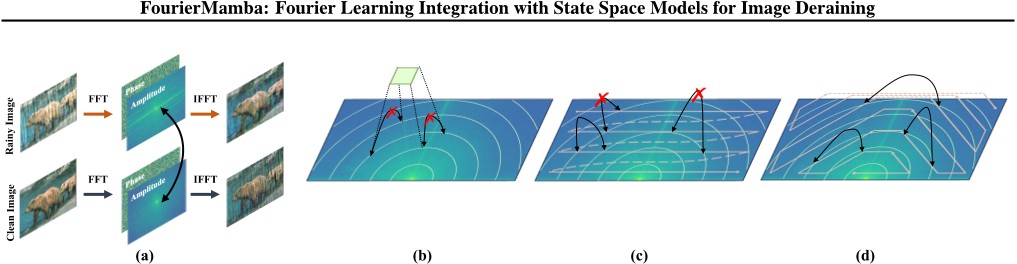 FourierMamba: Fourier Learning Integration with State Space Models for Image Deraining
Rainy Image
FFT
Phase
Amplitude
IFFT
Clean Image
FFT
Phase
Amplitude
IFFT
(a)
(b)
(c)
(d)